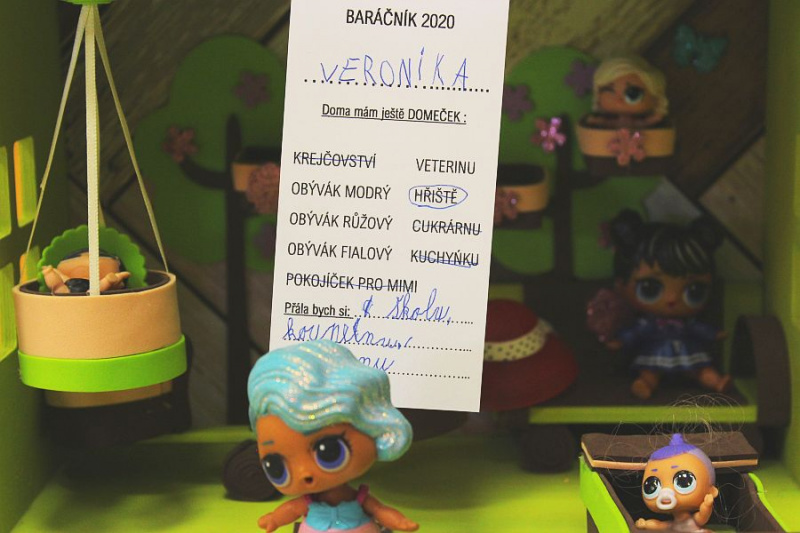 BARÁČNÍK 2020
VERONIKA
Doma mám ještě DOMEČEK :
KREJČOVSTVÍ VETERINU
OBÝVÁK MODRÝ HŘIŠTĚ
OBÝVÁK RŮŽOVÝ CUKRÁRNU
OBÝVÁK FIALOVÝ KUCHYŇKU
POKOJÍČEK PRO MIMI
Přála bych si: školu,